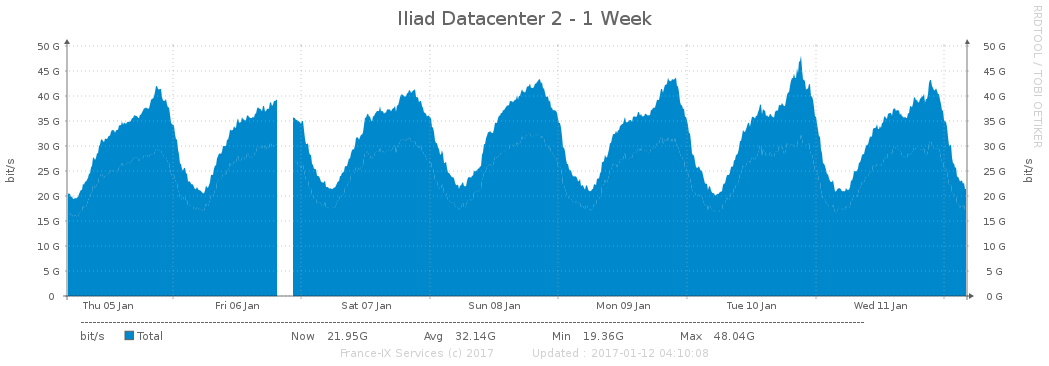 Iliad Datacenter 2 - 1 Week
RRDTOOL / TOBI OETIKER
bit/s
50 G
45 G
40 G
35 G
30 G
25 G
20 G
15 G
10 G
5 G
0
50 G
45 G
40 G
35 G
30 G
25 G
20 G
15 G
10 G
5 G
0 G
bit/s
Thu 05 Jan Fri 06 Jan Sat 07 Jan Sun 08 Jan Mon 09 Jan Tue 10 Jan Wed 11 Jan
bit/s Total Now 21.95G Avg 32.14G Min 19.36G Max 48.04G
France-IX Services (c) 2017 Updated : 2017-01-12 04:10:08